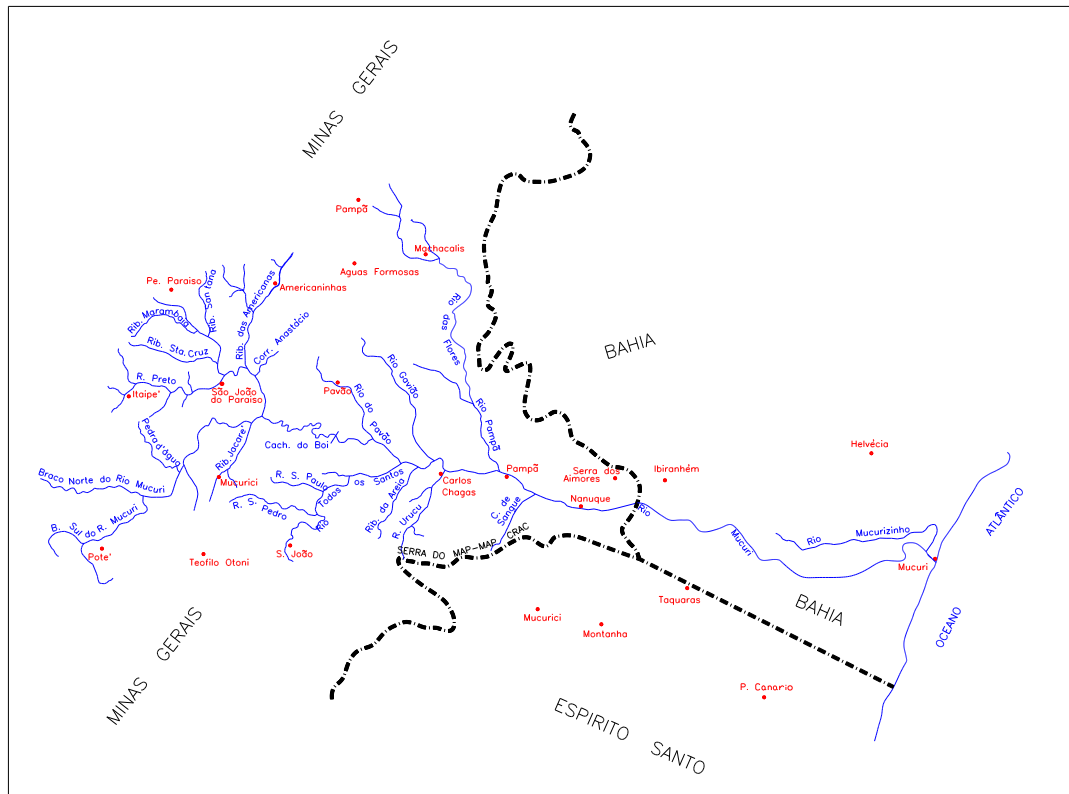 MINAS GERAIS
Pampã
Machacalis
Aguas Formosas
Americaninhas
Pe. Paraiso
Rib. Santana
Rib. das Americanas
Rib. Marambaia
Rib. Sta. Cruz
Corr. Anastácio
R. Preto
Itaipe'
São João
do Paraiso
Pavão
Rio do Pavão
Rio Gavião
Rio das Flores
Rio Pampã
BAHIA
Pedra d'água
Rib. Jacare'
Cach. do Boi
Mucurici
Braco Norte do Rio Mucuri
B. Sul do R. Mucuri
Pote'
R. S. Paulo
R. S. Pedro
Rio Todos os Santos
S. João
Teofilo Otoni
Rib. da Areia
R. Urucu
Carlos
Chagas
Pampã
C. de
Sangue
Serra dos
Aimores
Nanuque
Ibiranhém
Helvécia
Rio Mucuri
Rio Mucurizinho
Mucuri
SERRA DO MAP-MAP CRAC
Mucurici
Montanha
Taquaras
BAHIA
P. Canario
OCEANO ATLÂNTICO
MINAS GERAIS
ESPIRITO SANTO